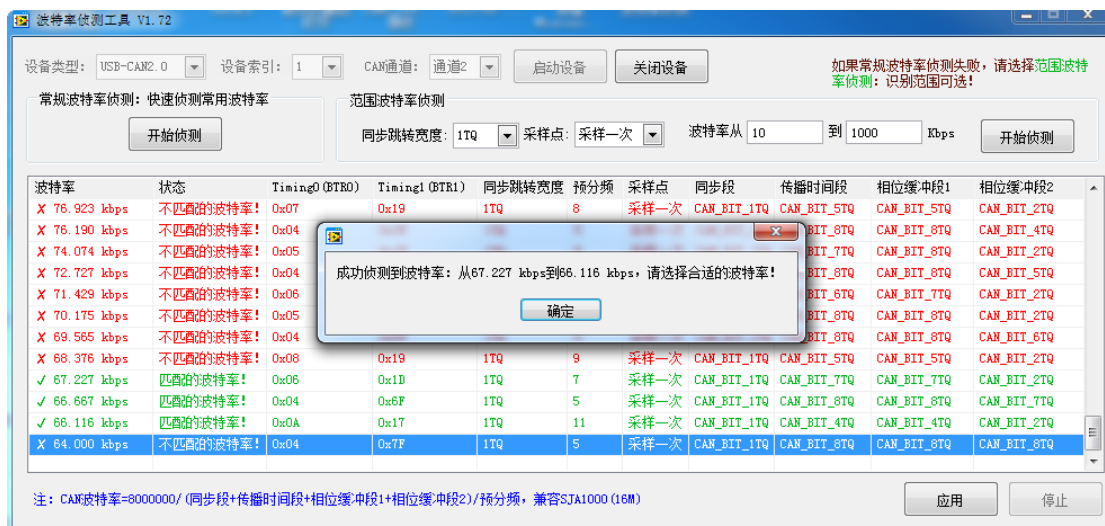 波特率侦测工具 V1.72
设备类型: USB-CAN2.0 设备索引: 1 CAN通道: 通道2 启动设备 关闭设备
如果常规波特率侦测失败，请选择范围波特
率侦测：识别范围可选!
常规波特率侦测：快速侦测常用波特率
开始侦测
范围波特率侦测
同步跳转宽度: 1TQ 采样点: 采样一次 波特率从 10 到 1000 Kbps 开始侦测
波特率 状态 Timing0(BTR0) Timing1(BTR1) 同步跳转宽度 预分频 采样点 同步段 传播时间段 相位缓冲段1 相位缓冲段2
✗ 76.923 kbps 不匹配的波特率! 0x07 0x19 1TQ 8 采样一次 CAN_BIT_1TQ CAN_BIT_5TQ CAN_BIT_5TQ CAN_BIT_2TQ
✗ 76.190 kbps 不匹配的波特率! 0x04 BIT_8TQ CAN_BIT_8TQ CAN_BIT_4TQ
✗ 74.074 kbps 不匹配的波特率! 0x05 BIT_7TQ CAN_BIT_8TQ CAN_BIT_2TQ
✗ 72.727 kbps 不匹配的波特率! 0x04 BIT_8TQ CAN_BIT_8TQ CAN_BIT_5TQ
✗ 71.429 kbps 不匹配的波特率! 0x06 BIT_6TQ CAN_BIT_7TQ CAN_BIT_2TQ
✗ 70.175 kbps 不匹配的波特率! 0x05 BIT_8TQ CAN_BIT_8TQ CAN_BIT_2TQ
✗ 69.565 kbps 不匹配的波特率! 0x04 BIT_8TQ CAN_BIT_8TQ CAN_BIT_6TQ
成功侦测到波特率：从67.227 kbps到66.116 kbps，请选择合适的波特率!
确定
✗ 68.376 kbps 不匹配的波特率! 0x08 0x19 1TQ 9 采样一次 CAN_BIT_1TQ CAN_BIT_5TQ CAN_BIT_5TQ CAN_BIT_2TQ
✓ 67.227 kbps 匹配的波特率! 0x06 0x1D 1TQ 7 采样一次 CAN_BIT_1TQ CAN_BIT_7TQ CAN_BIT_7TQ CAN_BIT_2TQ
✓ 66.667 kbps 匹配的波特率! 0x04 0x6F 1TQ 5 采样一次 CAN_BIT_1TQ CAN_BIT_8TQ CAN_BIT_8TQ CAN_BIT_7TQ
✓ 66.116 kbps 匹配的波特率! 0x0A 0x17 1TQ 11 采样一次 CAN_BIT_1TQ CAN_BIT_4TQ CAN_BIT_4TQ CAN_BIT_2TQ
✗ 64.000 kbps 不匹配的波特率! 0x04 0x7F 1TQ 5 采样一次 CAN_BIT_1TQ CAN_BIT_8TQ CAN_BIT_8TQ CAN_BIT_8TQ
注：CAN波特率=8000000/(同步段+传播时间段+相位缓冲段1+相位缓冲段2)/预分频，兼容SJA1000(16M)
应用 停止